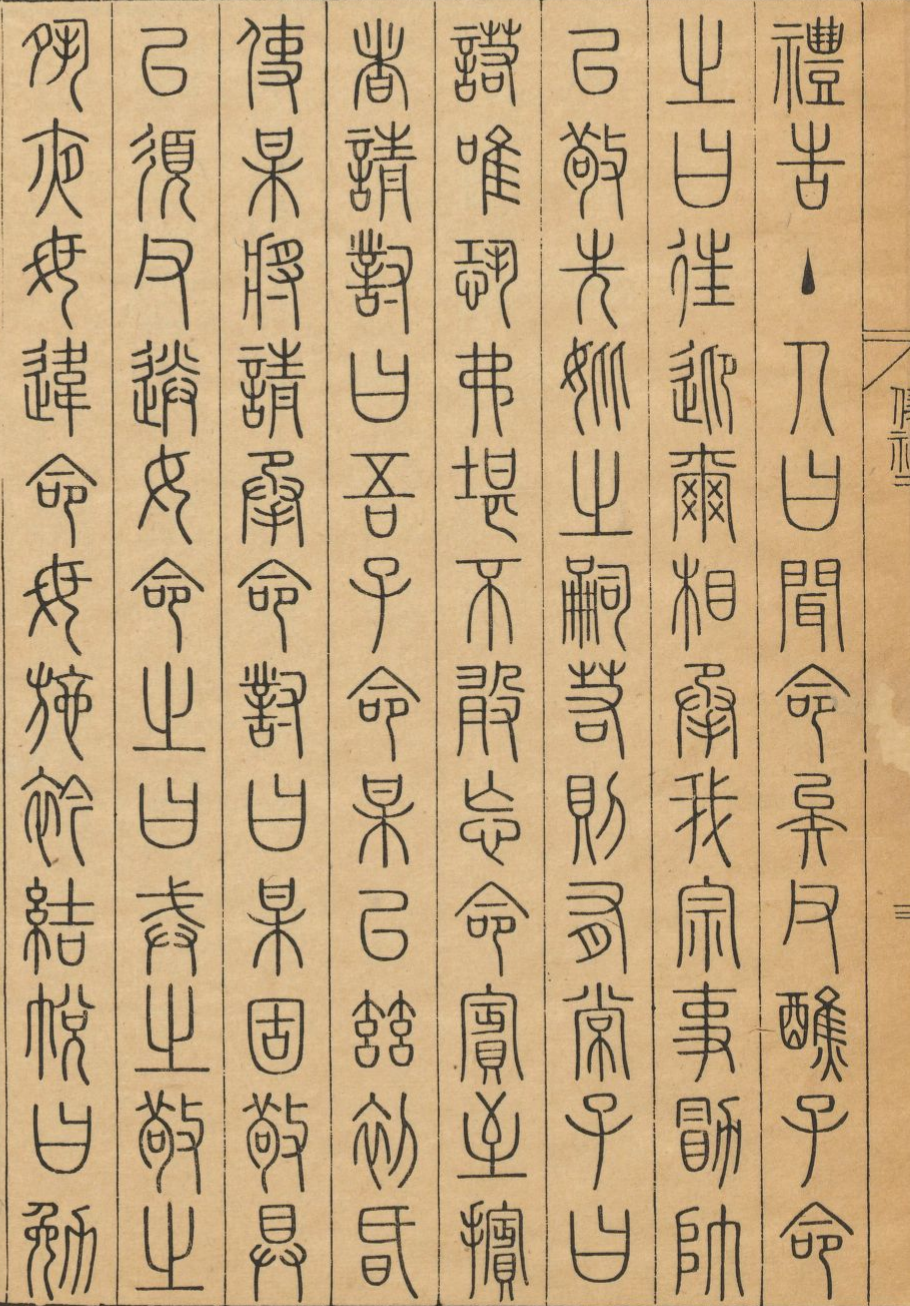 禮告主人曰聞命矣父醮子命
之曰往迎爾相承我宗事勖帥
以敬先妣之嗣若則有常子曰
諾唯恐弗堪不敢忘命賓至擯
者請對曰吾子命某以茲初昏
使某將請承命對曰某固敬具
以須父送女命之曰戒之敬之
夙夜毋違命母施衿結帨曰勉